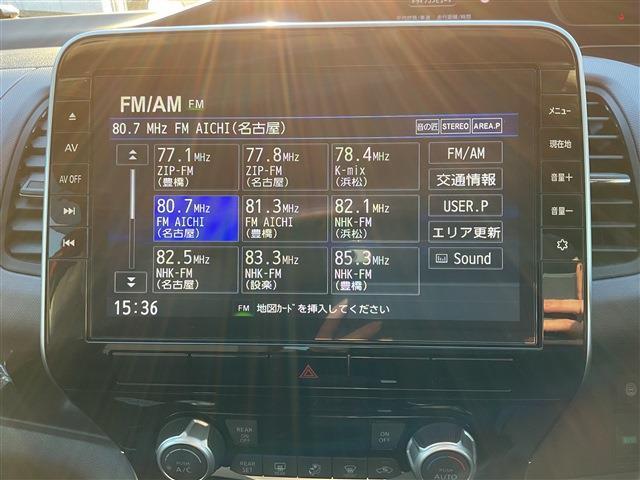 FM/AM FM
80.7 MHz FM AICHI(名古屋) 音の匠 STEREO AREA.P
77.1MHz ZIP-FM (豊橋)
77.8MHz ZIP-FM (名古屋)
78.4MHz K-mix (浜松)
80.7MHz FM AICHI (名古屋)
81.3MHz FM AICHI (豊橋)
82.1MHz NHK-FM (浜松)
82.5MHz NHK-FM (名古屋)
83.3MHz NHK-FM (設楽)
85.3MHz NHK-FM (豊橋)
FM/AM
交通情報
USER.P
エリア更新
Sound
15:36 FM 地図ｶｰﾄﾞを挿入してください
AV
AV OFF
メニュー
現在地
音量＋
音量－
REAR ON OFF
ON OFF
PUSH A/C
REAR SET
PUSH AUTO